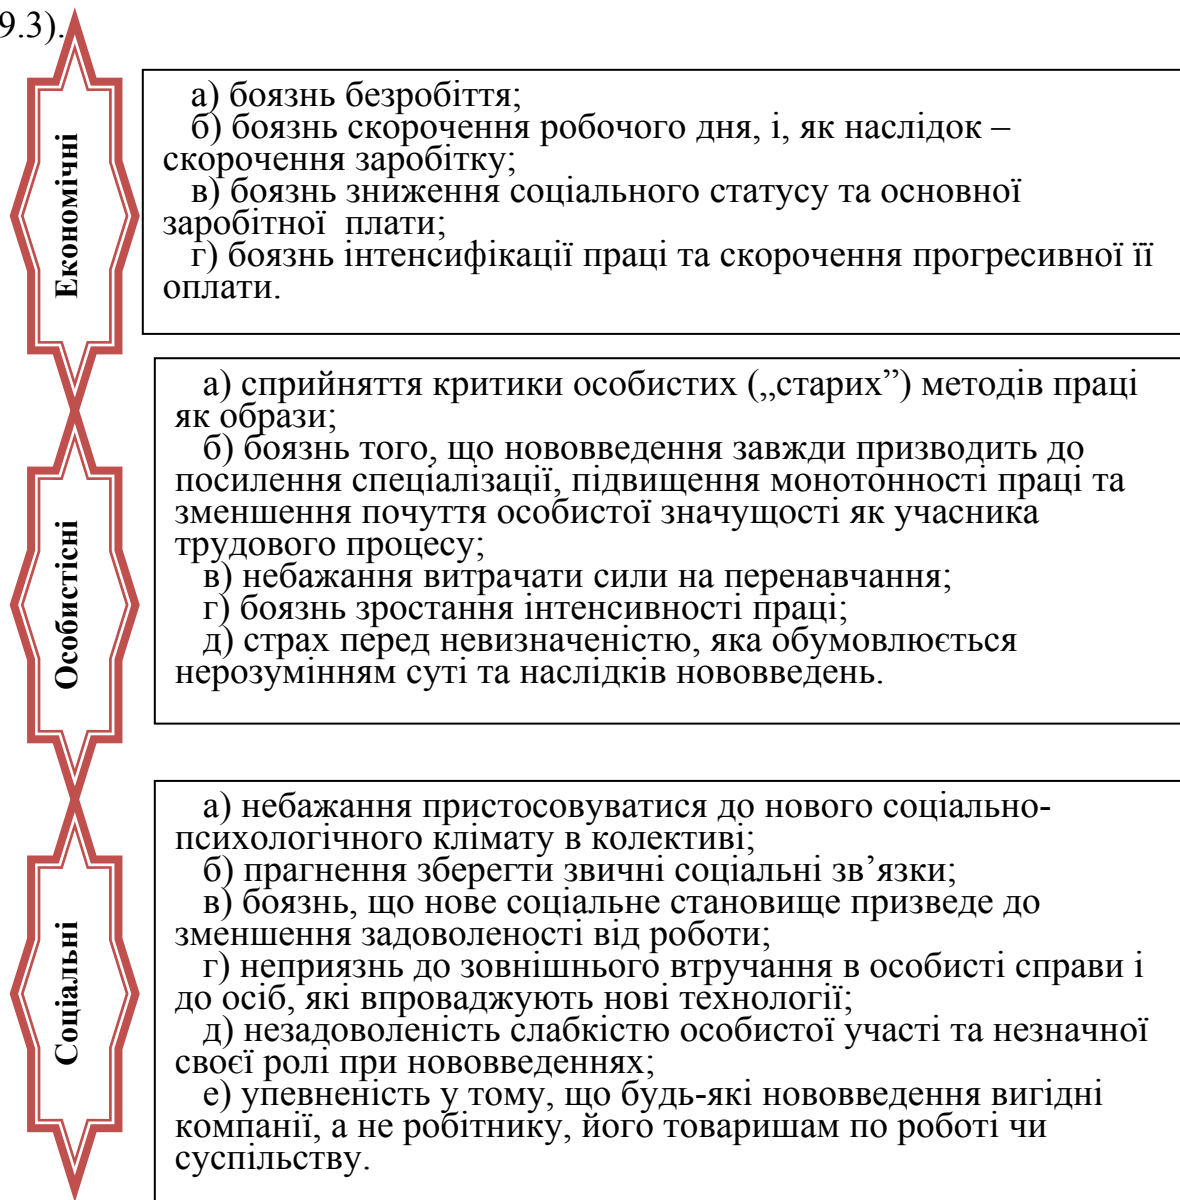 9.3).
Економічні
а) боязнь безробіття;
б) боязнь скорочення робочого дня, і, як наслідок –
скорочення заробітку;
в) боязнь зниження соціального статусу та основної
заробітної плати;
г) боязнь інтенсифікації праці та скорочення прогресивної її
оплати.
Особистісні
а) сприйняття критики особистих („старих”) методів праці
як образи;
б) боязнь того, що нововведення завжди призводить до
посилення спеціалізації, підвищення монотонності праці та
зменшення почуття особистої значущості як учасника
трудового процесу;
в) небажання витрачати сили на перенавчання;
г) боязнь зростання інтенсивності праці;
д) страх перед невизначеністю, яка обумовлюється
нерозумінням суті та наслідків нововведень.
Соціальні
а) небажання пристосовуватися до нового соціально-
психологічного клімату в колективі;
б) прагнення зберегти звичні соціальні зв’язки;
в) боязнь, що нове соціальне становище призведе до
зменшення задоволеності від роботи;
г) неприязнь до зовнішнього втручання в особисті справи і
до осіб, які впроваджують нові технології;
д) незадоволеність слабкістю особистої участі та незначної
своєї ролі при нововведеннях;
е) упевненість у тому, що будь-які нововведення вигідні
компанії, а не робітнику, його товаришам по роботі чи
суспільству.